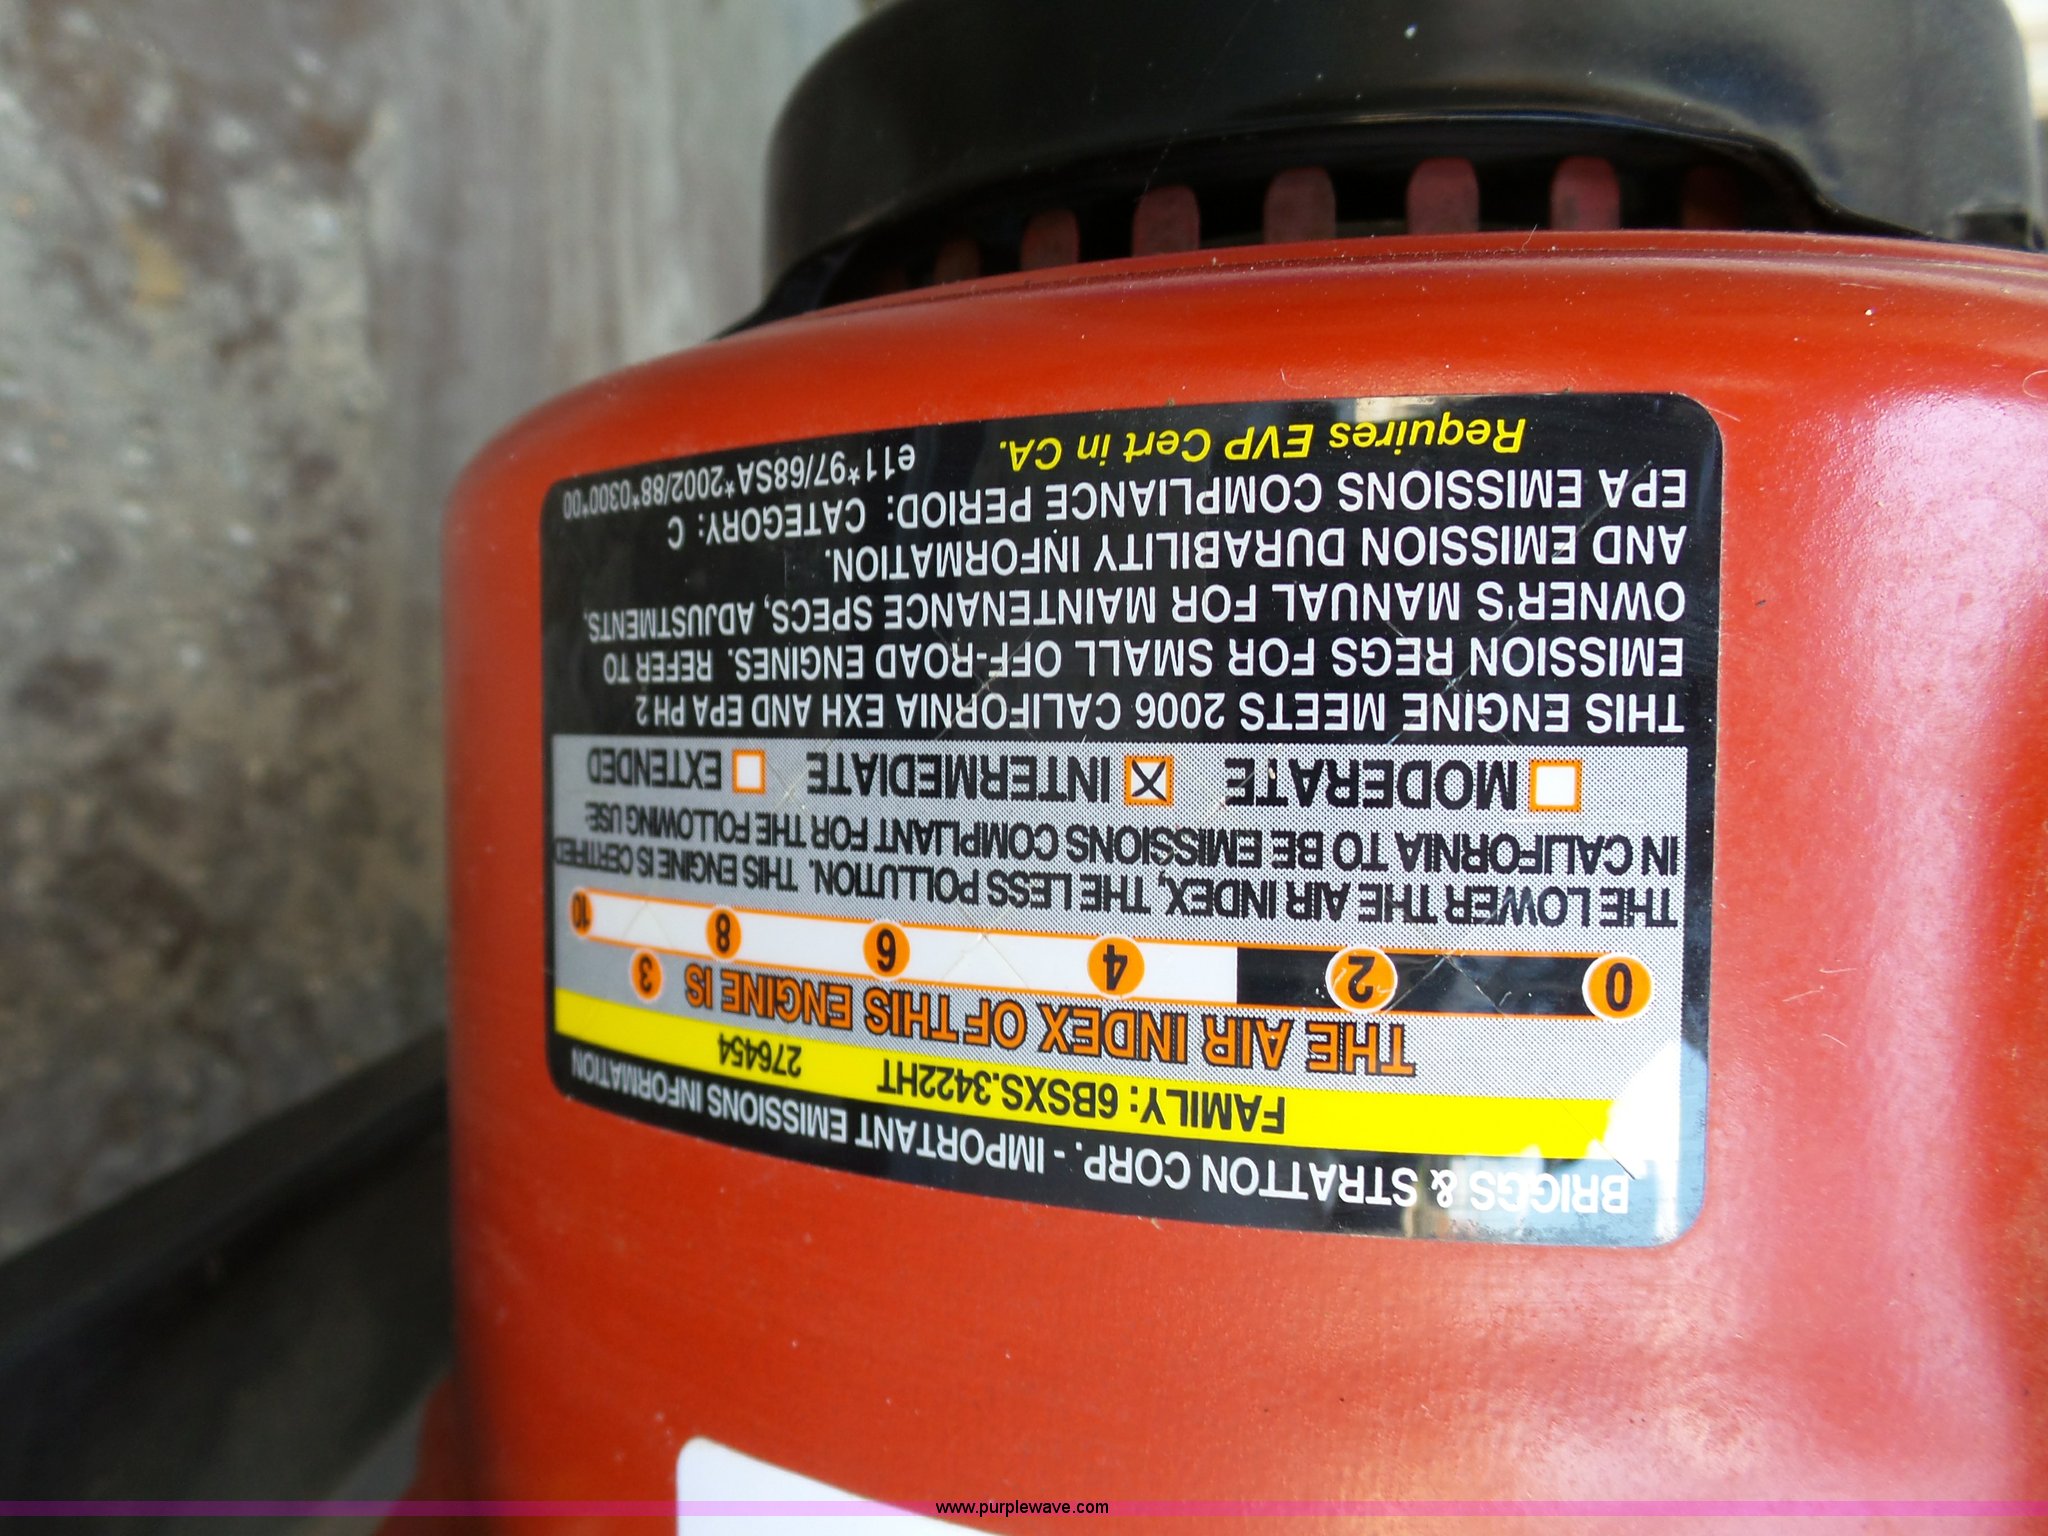 BRIGGS & STRATTON CORP. - IMPORTANT EMISSIONS INFORMATION
FAMILY: 6BSXS.3422HT 276454
THE AIR INDEX OF THIS ENGINE IS 3
0 2 4 6 8 10
THE LOWER THE AIR INDEX, THE LESS POLLUTION. THIS ENGINE IS CERTIFIED
IN CALIFORNIA TO BE EMISSIONS COMPLIANT FOR THE FOLLOWING USE:
MODERATE INTERMEDIATE EXTENDED
THIS ENGINE MEETS 2006 CALIFORNIA EXH AND EPA PH 2
EMISSION REGS FOR SMALL OFF-ROAD ENGINES. REFER TO
OWNER'S MANUAL FOR MAINTENANCE SPECS, ADJUSTMENTS,
AND EMISSION DURABILITY INFORMATION.
EPA EMISSIONS COMPLIANCE PERIOD: CATEGORY: C
Requires EVP Cert in CA. e11*97/68SA*2002/88*0300*00
www.purplewave.com